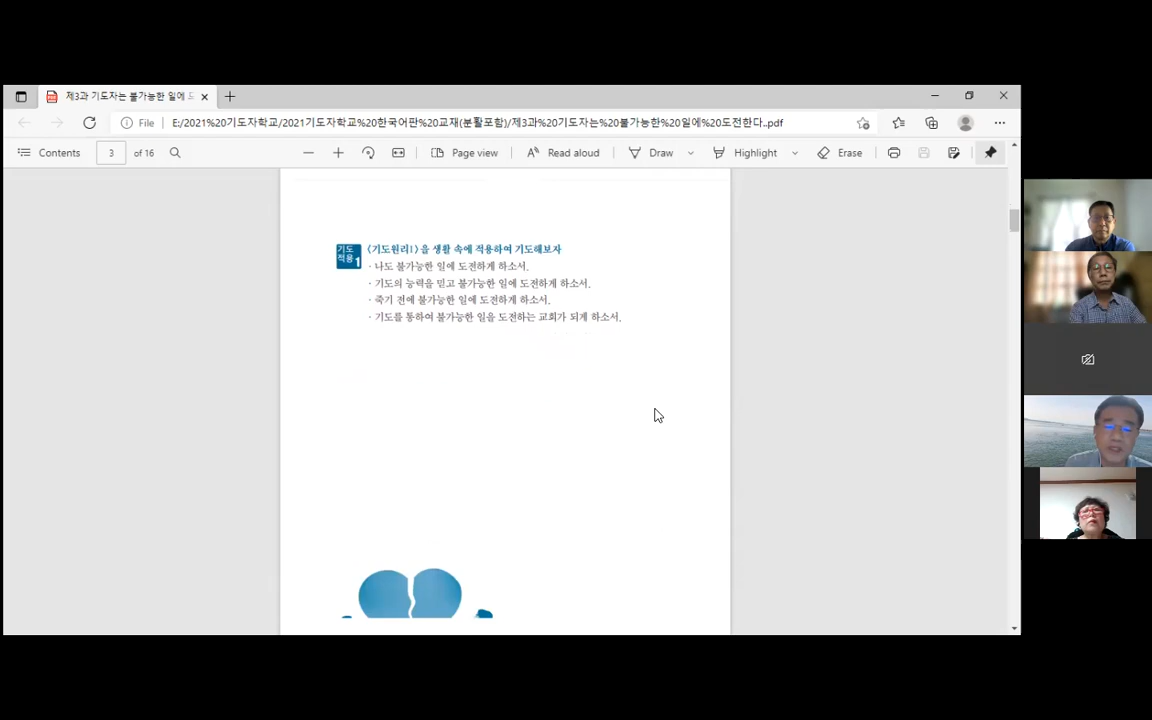 제3과 기도자는 불가능한 일에 도
File E:/2021%20기도자학교/2021기도자학교%20한국어판%20교재(분활포함)/제3과%20기도자는%20불가능한%20일에%20도전한다..pdf
Contents 3 of 16 Page view Read aloud Draw Highlight Erase
기도
적용1
〈기도원리1〉을 생활 속에 적용하여 기도해보자
· 나도 불가능한 일에 도전하게 하소서.
· 기도의 능력을 믿고 불가능한 일에 도전하게 하소서.
· 죽기 전에 불가능한 일에 도전하게 하소서.
· 기도를 통하여 불가능한 일을 도전하는 교회가 되게 하소서.